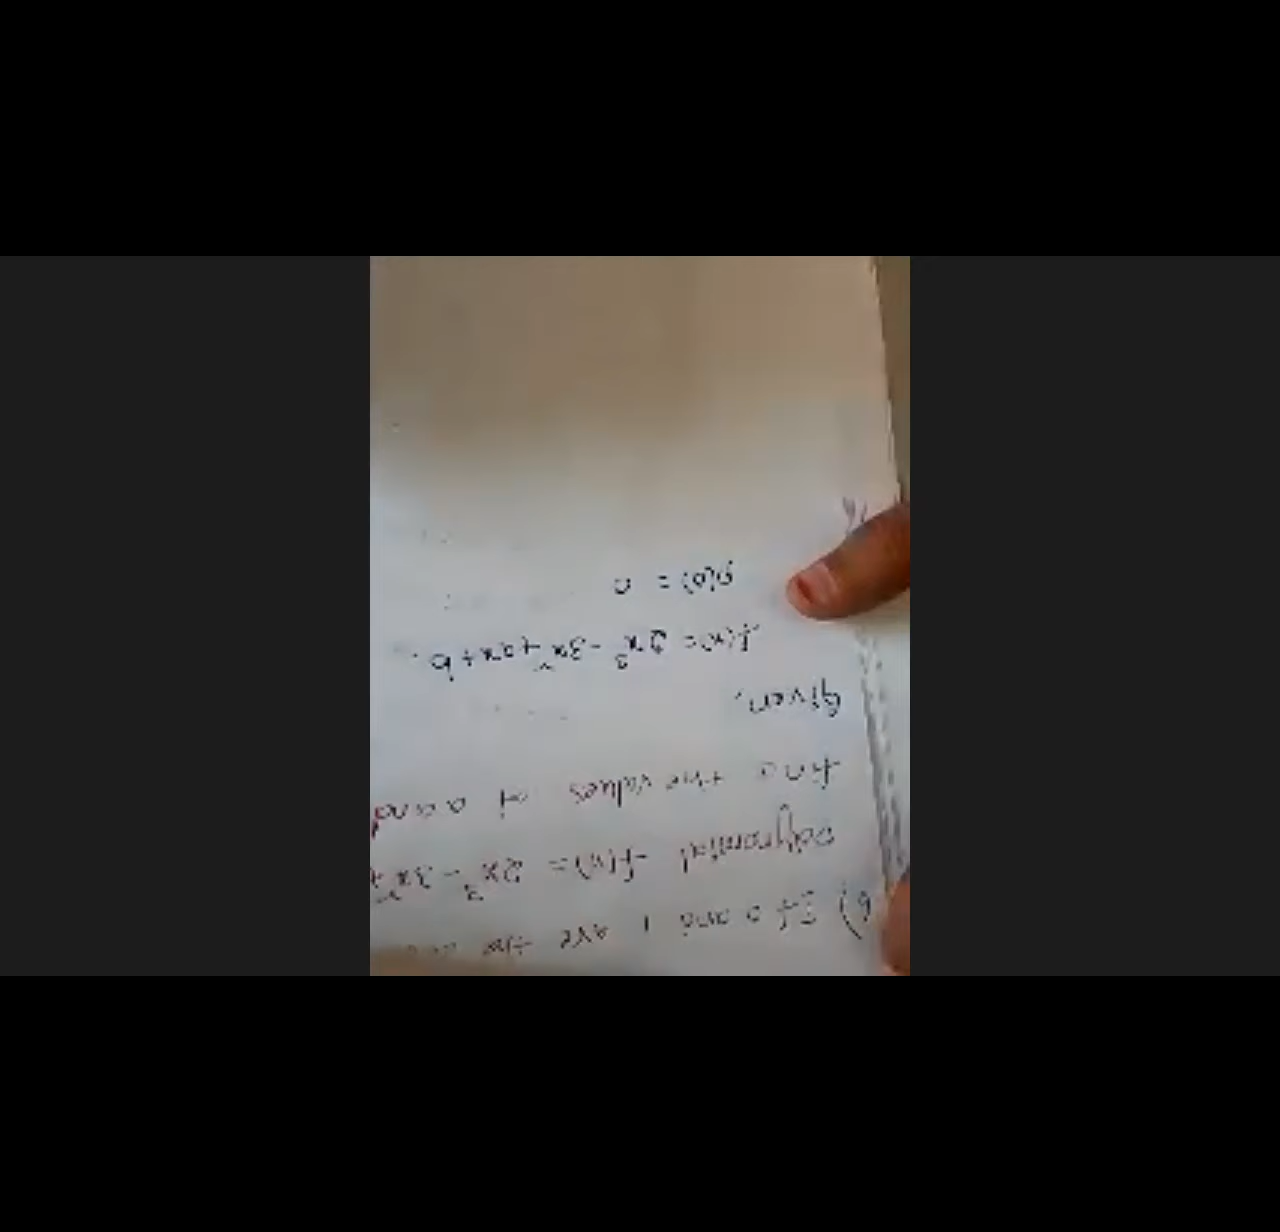 6) If 0 and 1 are the
polynomial f(x) = 2x³ - 3x² +
find the values of a and
Given,
f(x) = 2x³ - 3x² + ax + b.
p(0) = 0